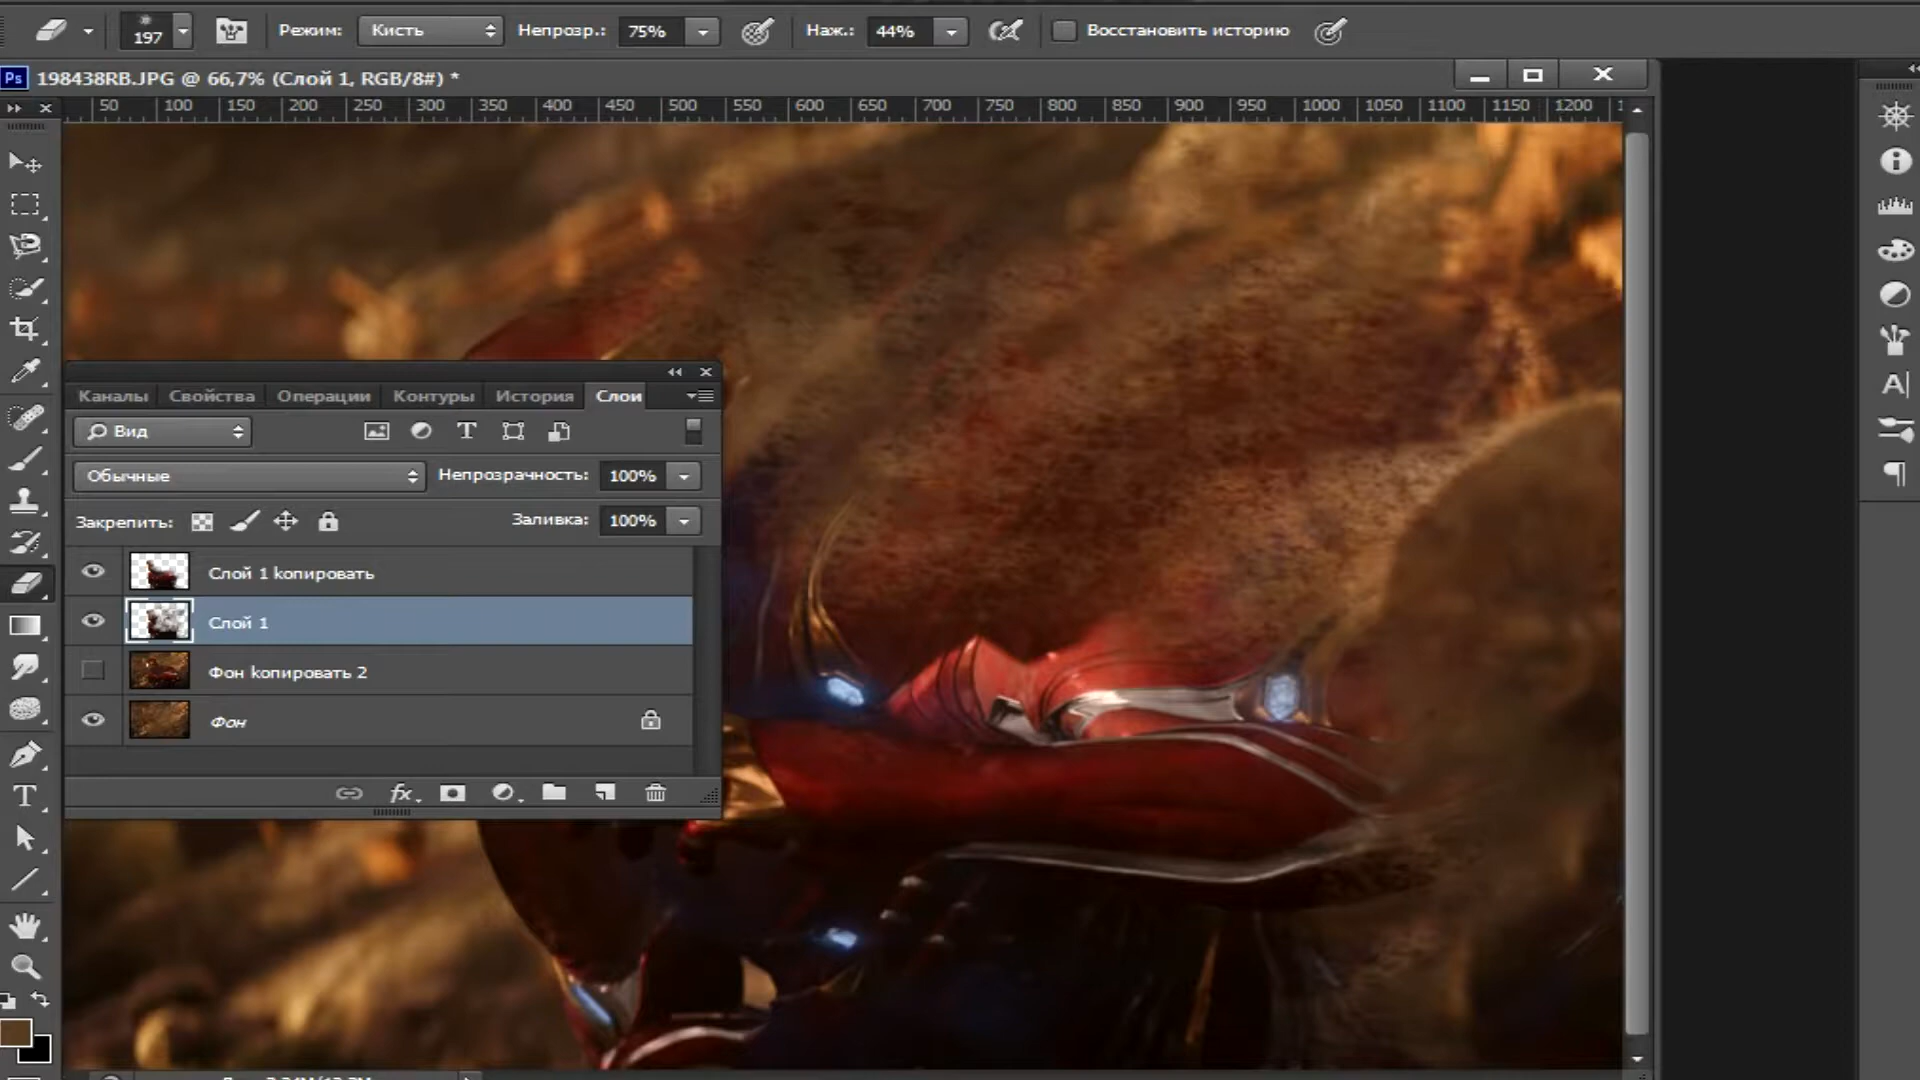 197 Режим: Кисть Непрозр.: 75% Наж.: 44% Восстановить историю
Ps 198438RB.JPG @ 66,7% (Слой 1, RGB/8#) *
50 100 150 200 250 300 350 400 450 500 550 600 650 700 750 800 850 900 950 1000 1050 1100 1150 1200
Каналы Свойства Операции Контуры История Слои
Вид
Обычные Непрозрачность: 100%
Закрепить: Заливка: 100%
Слой 1 копировать
Слой 1
Фон копировать 2
Фон
fx